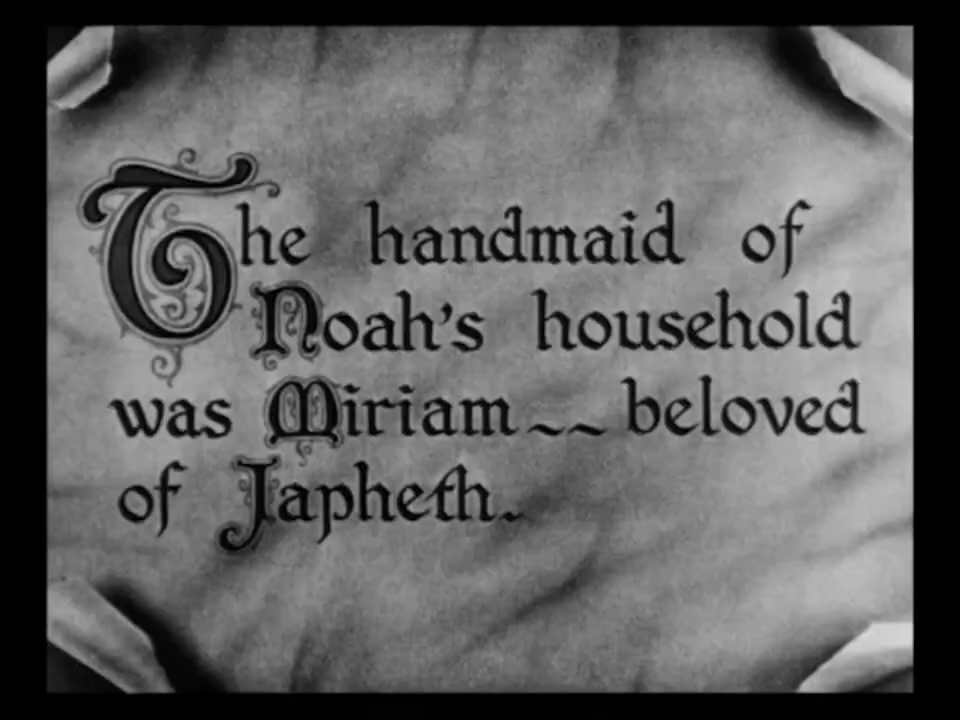 The handmaid of
Noah's household
was Miriam~~beloved
of Japheth.